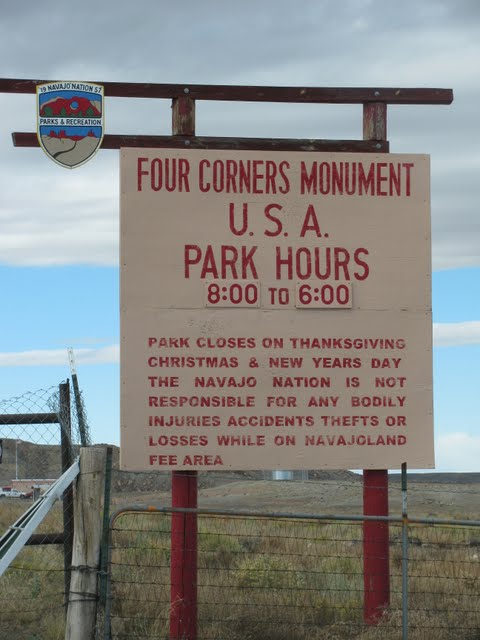 19 NAVAJO NATION 57
PARKS & RECREATION
FOUR CORNERS MONUMENT
U.S.A.
PARK HOURS
8:00 TO 6:00
PARK CLOSES ON THANKSGIVING
CHRISTMAS & NEW YEARS DAY
THE NAVAJO NATION IS NOT
RESPONSIBLE FOR ANY BODILY
INJURIES ACCIDENTS THEFTS OR
LOSSES WHILE ON NAVAJOLAND
FEE AREA